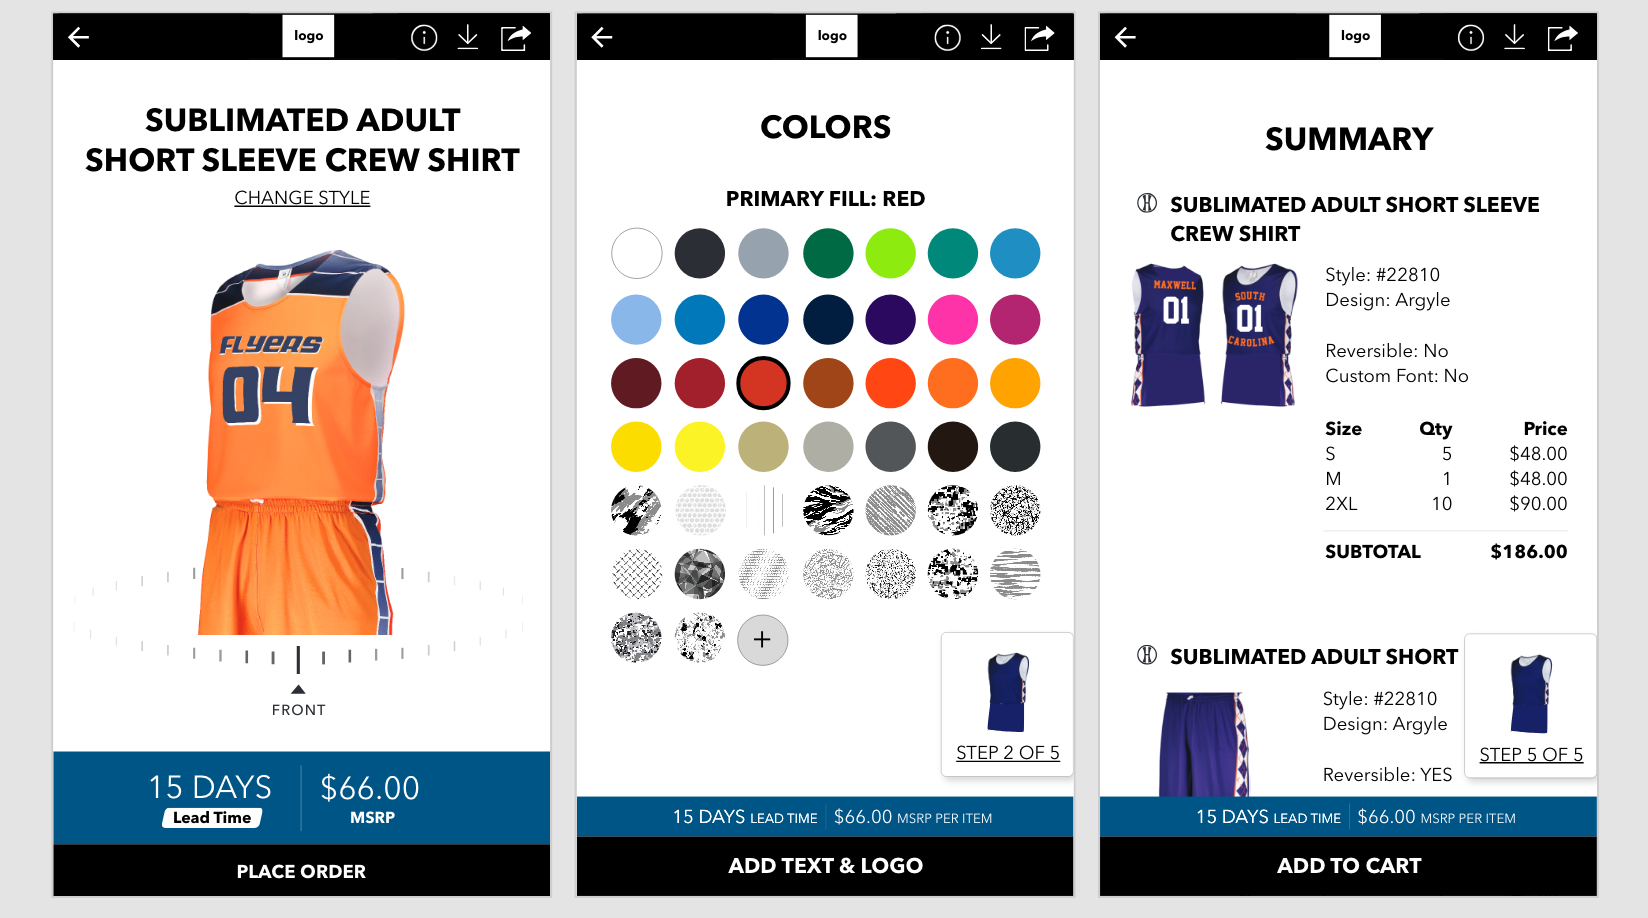 logo
SUBLIMATED ADULT
SHORT SLEEVE CREW SHIRT
CHANGE STYLE
FLYERS
04
FRONT
15 DAYS
Lead Time
$66.00
MSRP
PLACE ORDER
logo
COLORS
PRIMARY FILL: RED
+
STEP 2 OF 5
15 DAYS LEAD TIME
$66.00 MSRP PER ITEM
ADD TEXT & LOGO
logo
SUMMARY
SUBLIMATED ADULT SHORT SLEEVE
CREW SHIRT
MAXWELL
01
SOUTH
01
CAROLINA
Style: #22810
Design: Argyle
Reversible: No
Custom Font: No
Size Qty Price
S 5 $48.00
M 1 $48.00
2XL 10 $90.00
SUBTOTAL $186.00
SUBLIMATED ADULT SHORT
Style: #22810
Design: Argyle
Reversible: YES
STEP 5 OF 5
15 DAYS LEAD TIME
$66.00 MSRP PER ITEM
ADD TO CART